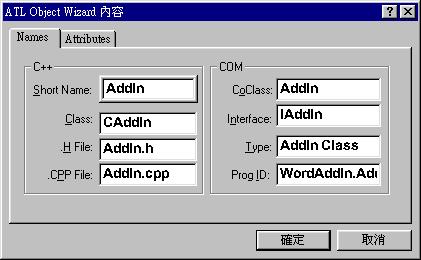 ATL Object Wizard 內容
Names Attributes
C++ COM
Short Name: AddIn CoClass: AddIn
Class: CAddIn Interface: IAddIn
.H File: AddIn.h Type: AddIn Class
.CPP File: AddIn.cpp Prog ID: WordAddIn.Ad
確定 取消